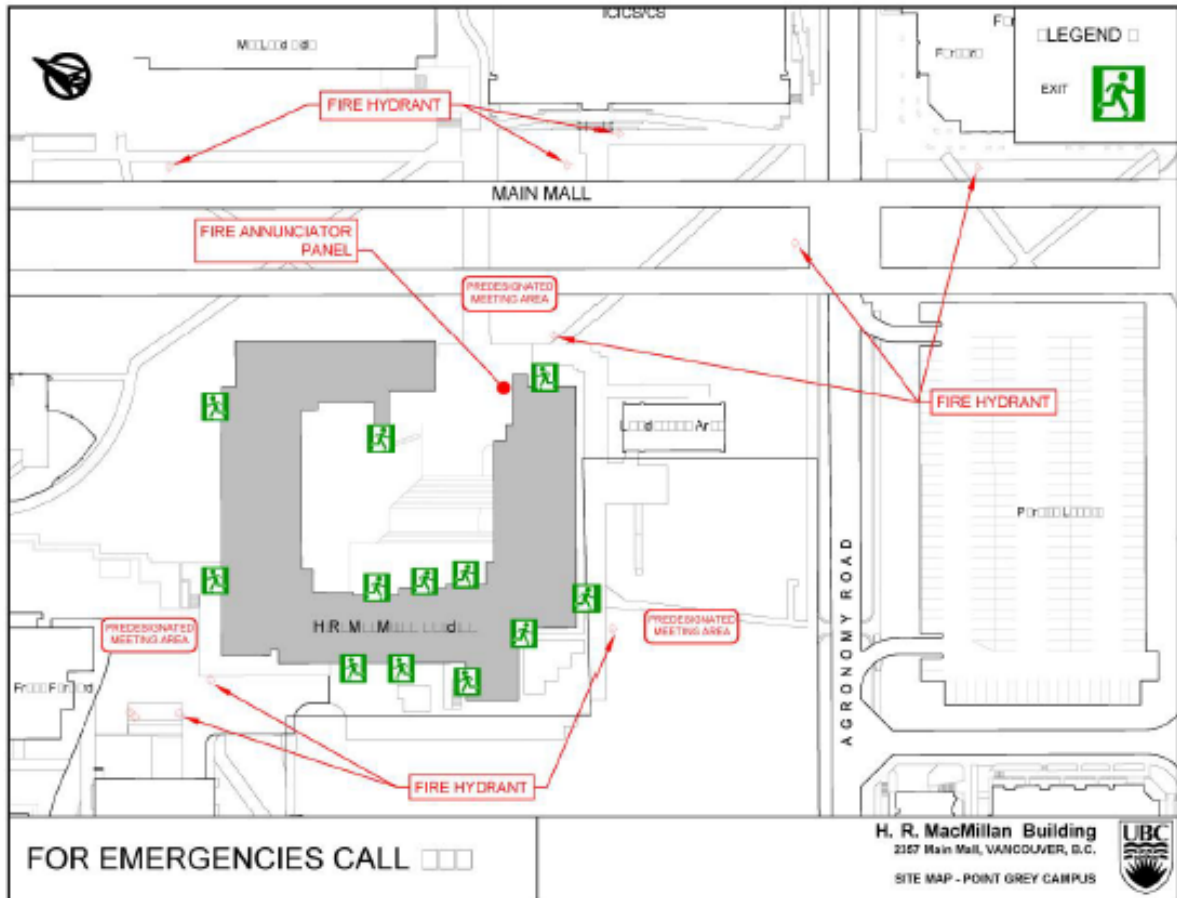 ICICS/CS
LEGEND
EXIT
FIRE HYDRANT
MAIN MALL
FIRE ANNUNCIATOR
PANEL
PREDESIGNATED
MEETING AREA
FIRE HYDRANT
AGRONOMY ROAD
PREDESIGNATED
MEETING AREA
PREDESIGNATED
MEETING AREA
FIRE HYDRANT
FOR EMERGENCIES CALL
H. R. MacMillan Building
2357 Main Mall, VANCOUVER, B.C.
SITE MAP - POINT GREY CAMPUS
UBC